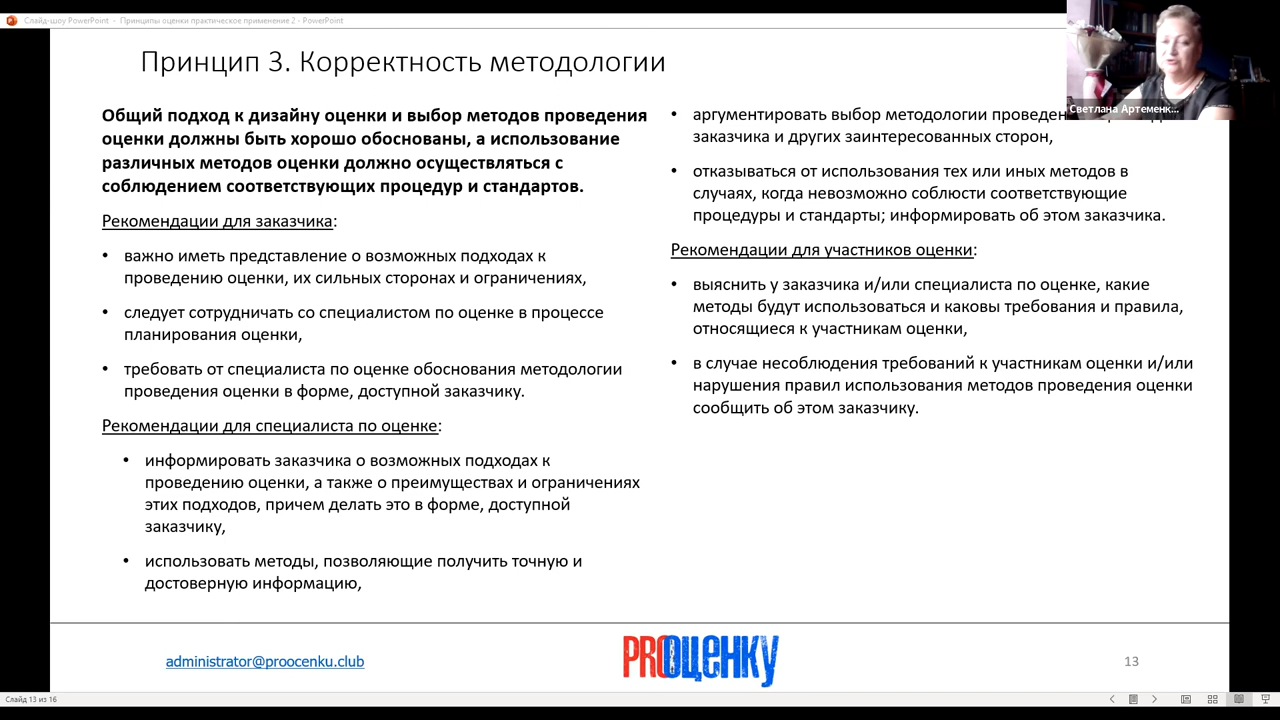 Слайд-шоу PowerPoint - Принципы оценки практическое применение 2 - PowerPoint
Принцип 3. Корректность методологии
Светлана Артеменк...
Общий подход к дизайну оценки и выбор методов проведения
оценки должны быть хорошо обоснованы, а использование
различных методов оценки должно осуществляться с
соблюдением соответствующих процедур и стандартов.
Рекомендации для заказчика:
• важно иметь представление о возможных подходах к
проведению оценки, их сильных сторонах и ограничениях,
• следует сотрудничать со специалистом по оценке в процессе
планирования оценки,
• требовать от специалиста по оценке обоснования методологии
проведения оценки в форме, доступной заказчику.
Рекомендации для специалиста по оценке:
• информировать заказчика о возможных подходах к
проведению оценки, а также о преимуществах и ограничениях
этих подходов, причем делать это в форме, доступной
заказчику,
• использовать методы, позволяющие получить точную и
достоверную информацию,
• аргументировать выбор методологии
заказчика и других заинтересованных сторон,
• отказываться от использования тех или иных методов в
случаях, когда невозможно соблюсти соответствующие
процедуры и стандарты; информировать об этом заказчика.
Рекомендации для участников оценки:
• выяснить у заказчика и/или специалиста по оценке, какие
методы будут использоваться и каковы требования и правила,
относящиеся к участникам оценки,
• в случае несоблюдения требований к участникам оценки и/или
нарушения правил использования методов проведения оценки
сообщить об этом заказчику.
administrator@proocenku.club
PROОЦЕНКУ
13
Слайд 13 из 16